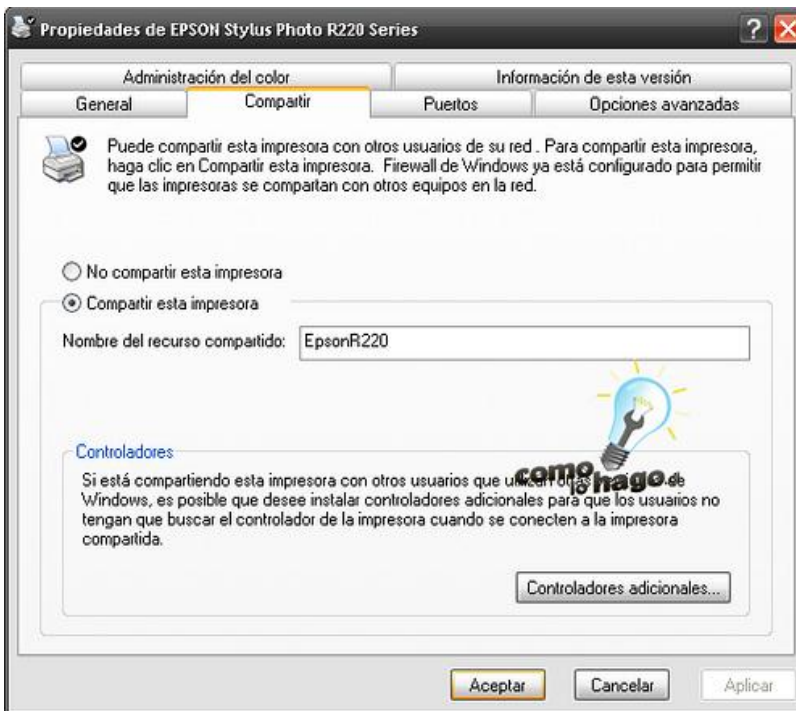 Propiedades de EPSON Stylus Photo R220 Series
Administración del color
Información de esta versión
General
Compartir
Puertos
Opciones avanzadas
Puede compartir esta impresora con otros usuarios de su red . Para compartir esta impresora,
haga clic en Compartir esta impresora. Firewall de Windows ya está configurado para permitir
que las impresoras se compartan con otros equipos en la red.
No compartir esta impresora
Compartir esta impresora
Nombre del recurso compartido:
EpsonR220
Controladores
Si está compartiendo esta impresora con otros usuarios que de
Windows, es posible que desee instalar controladores adicionales para que los usuarios no
tengan que buscar el controlador de la impresora cuando se conecten a la impresora
compartida.
como lo hago
Controladores adicionales...
Aceptar
Cancelar
Aplicar